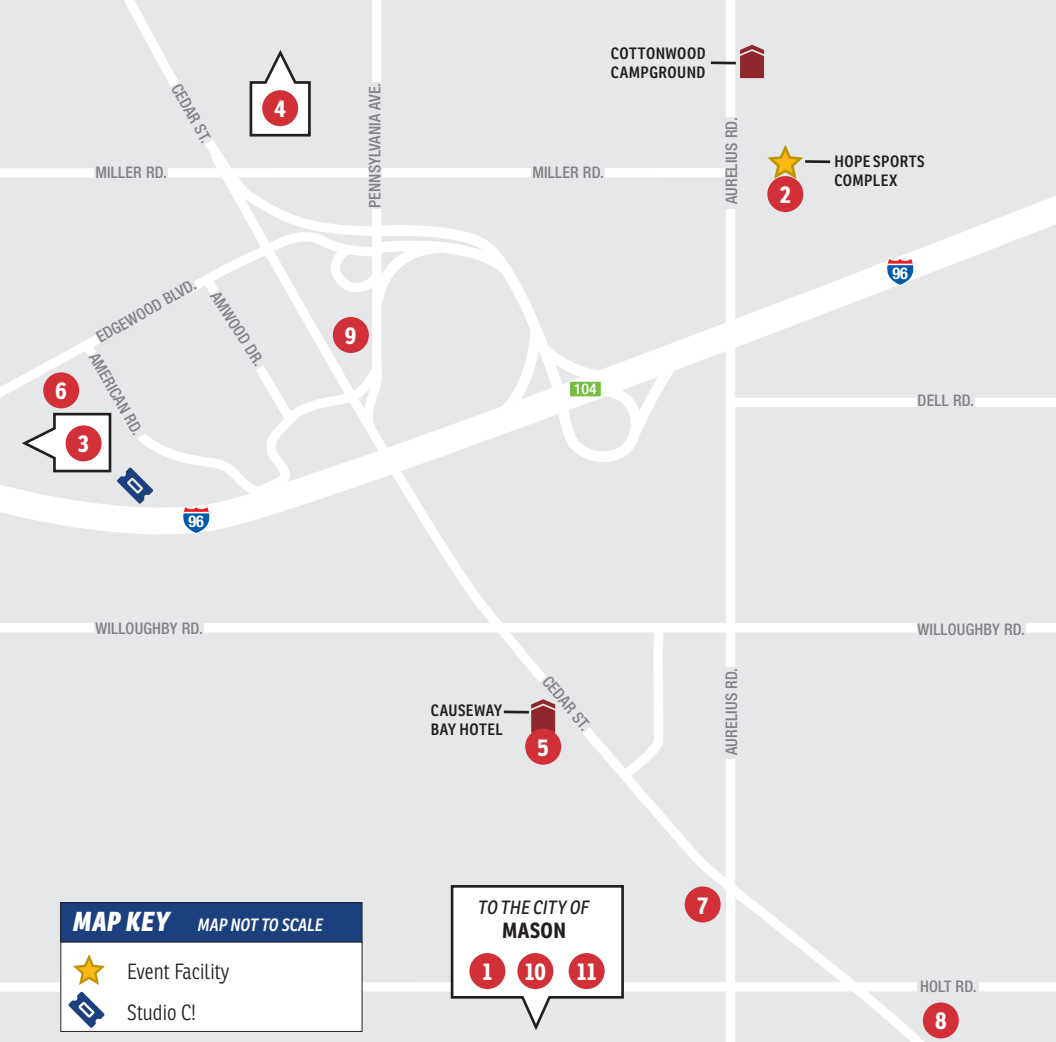 COTTONWOOD
CAMPGROUND
CEDAR ST.
4
PENNSYLVANIA AVE.
AURELIUS RD.
MILLER RD.
MILLER RD.
HOPE SPORTS
COMPLEX
2
96
EDGEWOOD BLVD.
AMWOOD DR.
9
AMERICAN RD.
6
104
DELL RD.
3
96
WILLOUGHBY RD.
WILLOUGHBY RD.
CEDAR ST.
AURELIUS RD.
CAUSEWAY
BAY HOTEL
5
7
MAP KEY MAP NOT TO SCALE
Event Facility
Studio C!
TO THE CITY OF
MASON
1 10 11
HOLT RD.
8